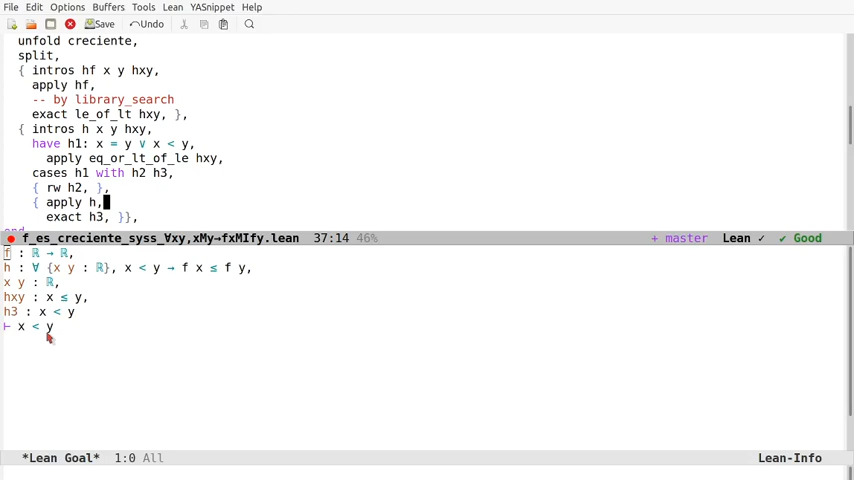 File Edit Options Buffers Tools Lean YASnippet Help
Save Undo
unfold creciente,
split,
{ intros hf x y hxy,
apply hf,
-- by library_search
exact le_of_lt hxy, },
{ intros h x y hxy,
have h1: x = y ∨ x < y,
apply eq_or_lt_of_le hxy,
cases h1 with h2 h3,
{ rw h2, },
{ apply h,
exact h3, }},
end
f_es_creciente_syss_∀xy,xMy→fxMIfy.lean 37:14 46% + master Lean ✓ ✔ Good
f : ℝ → ℝ,
h : ∀ {x y : ℝ}, x < y → f x ≤ f y,
x y : ℝ,
hxy : x ≤ y,
h3 : x < y
⊢ x < y
*Lean Goal* 1:0 All Lean-Info